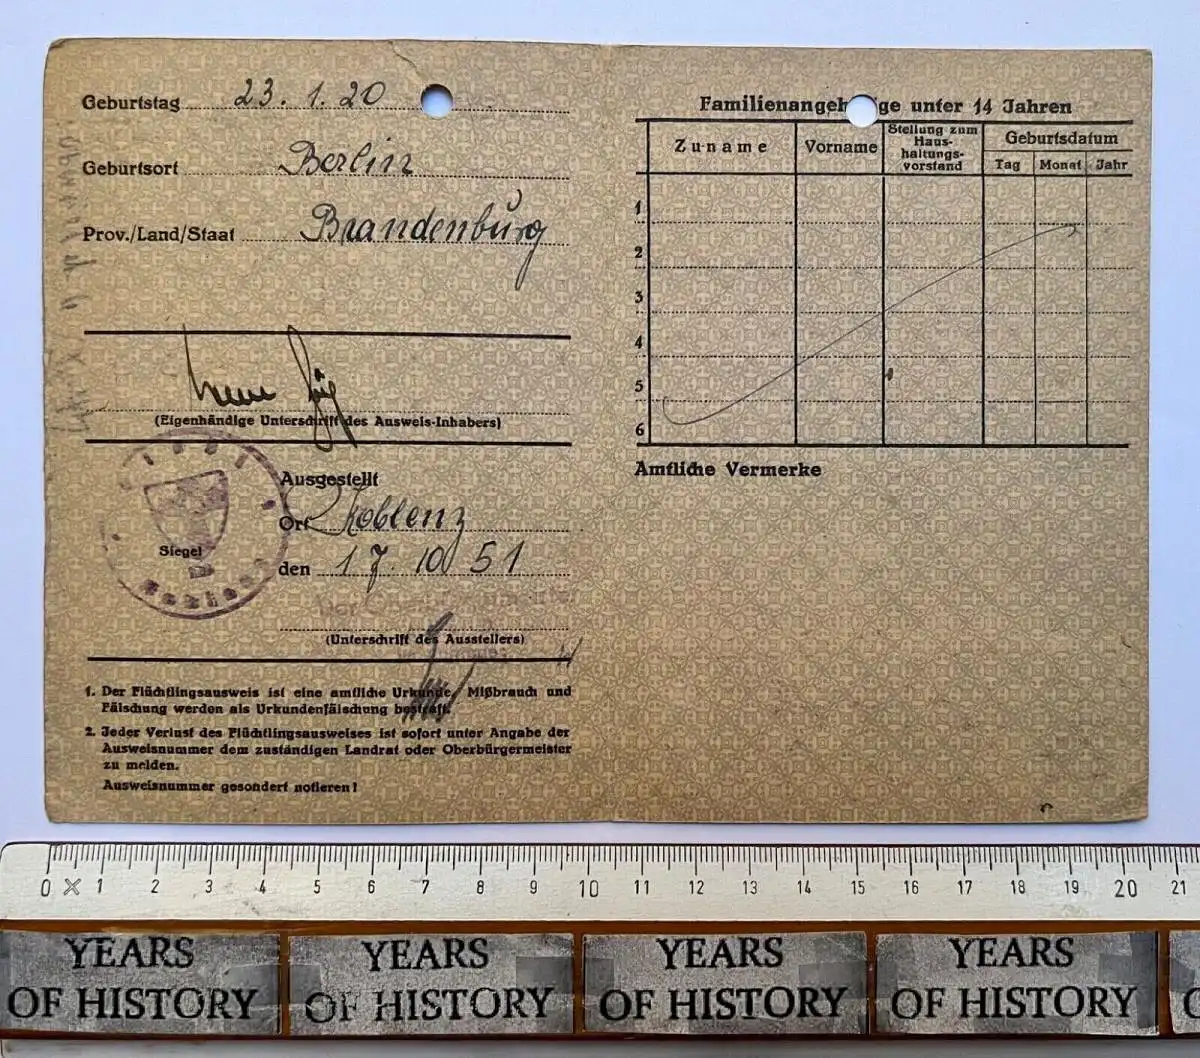 Geburtstag 23. 1. 20
Geburtsort Berlin
Prov./Land/Staat Brandenburg
(Eigenhändige Unterschrift des Ausweis-Inhabers)
Ausgestellt
Ort Koblenz
Siegel
den 17. 10 51
(Unterschrift des Ausstellers)
1. Der Flüchtlingsausweis ist eine amtliche Urkunde, Mißbrauch und
Fälschung werden als Urkundenfälschung bestraft.
2. Jeder Verlust des Flüchtlingsausweises ist sofort unter Angabe der
Ausweisnummer dem zuständigen Landrat oder Oberbürgermeister
zu melden.
Ausweisnummer gesondert notieren!
Familienangeh ge unter 14 Jahren
Zuname Vorname Stellung zum Haus-haltungs-vorstand Geburtsdatum
Tag Monat Jahr
1
2
3
4
5
6
Amtliche Vermerke
0 1 2 3 4 5 6 7 8 9 10 11 12 13 14 15 16 17 18 19 20 21
YEARS YEARS YEARS YEARS
OF HISTORY OF HISTORY OF HISTORY OF HISTORY